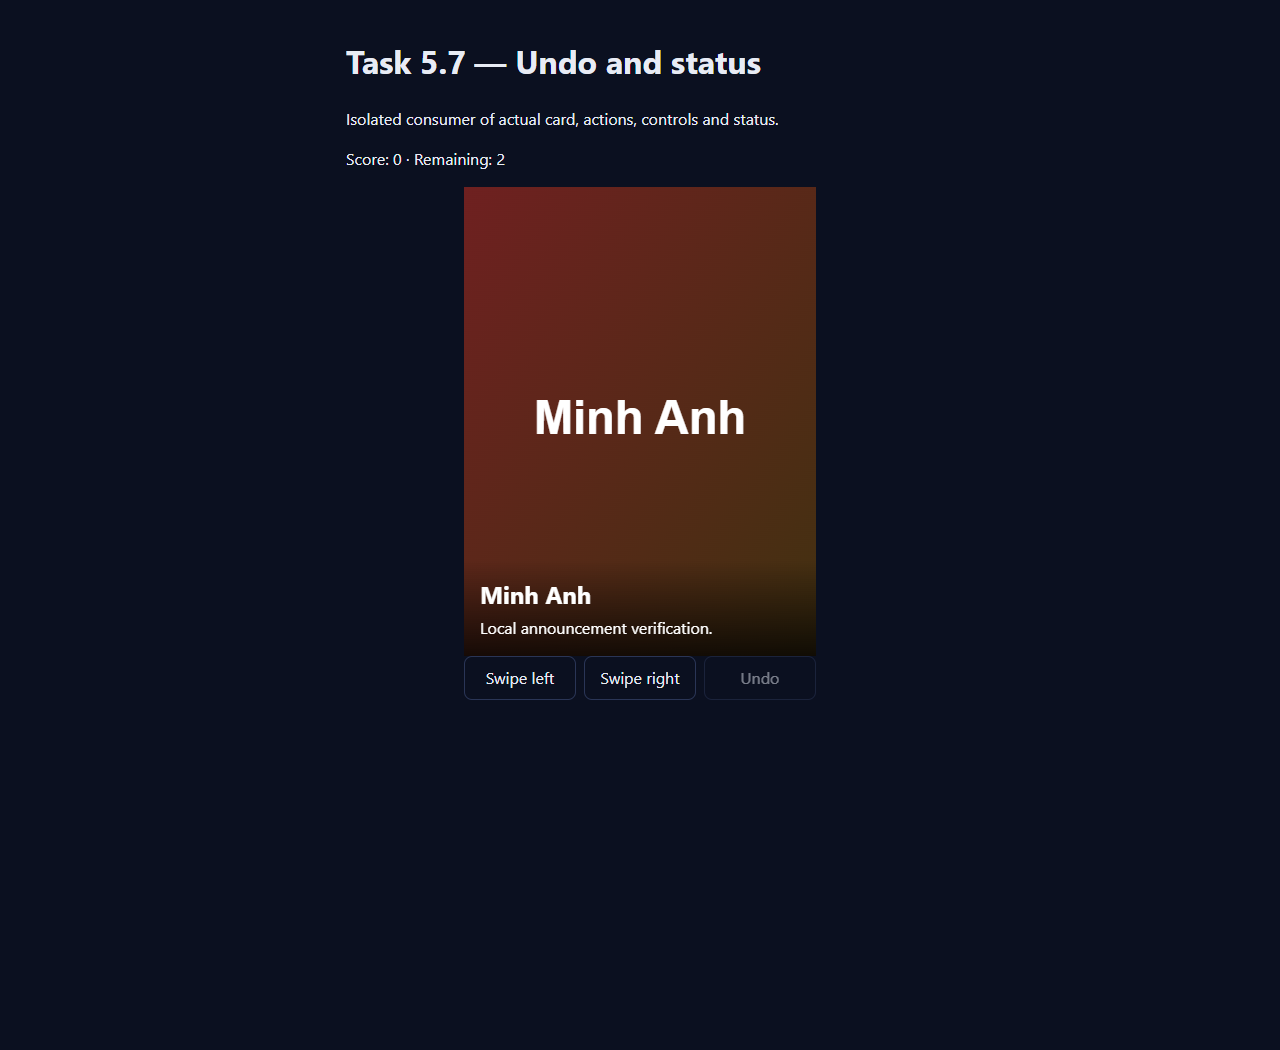 Task 5.7 — Undo and status
Isolated consumer of actual card, actions, controls and status.
Score: 0 · Remaining: 2
Minh Anh
Minh Anh
Local announcement verification.
Swipe left
Swipe right
Undo